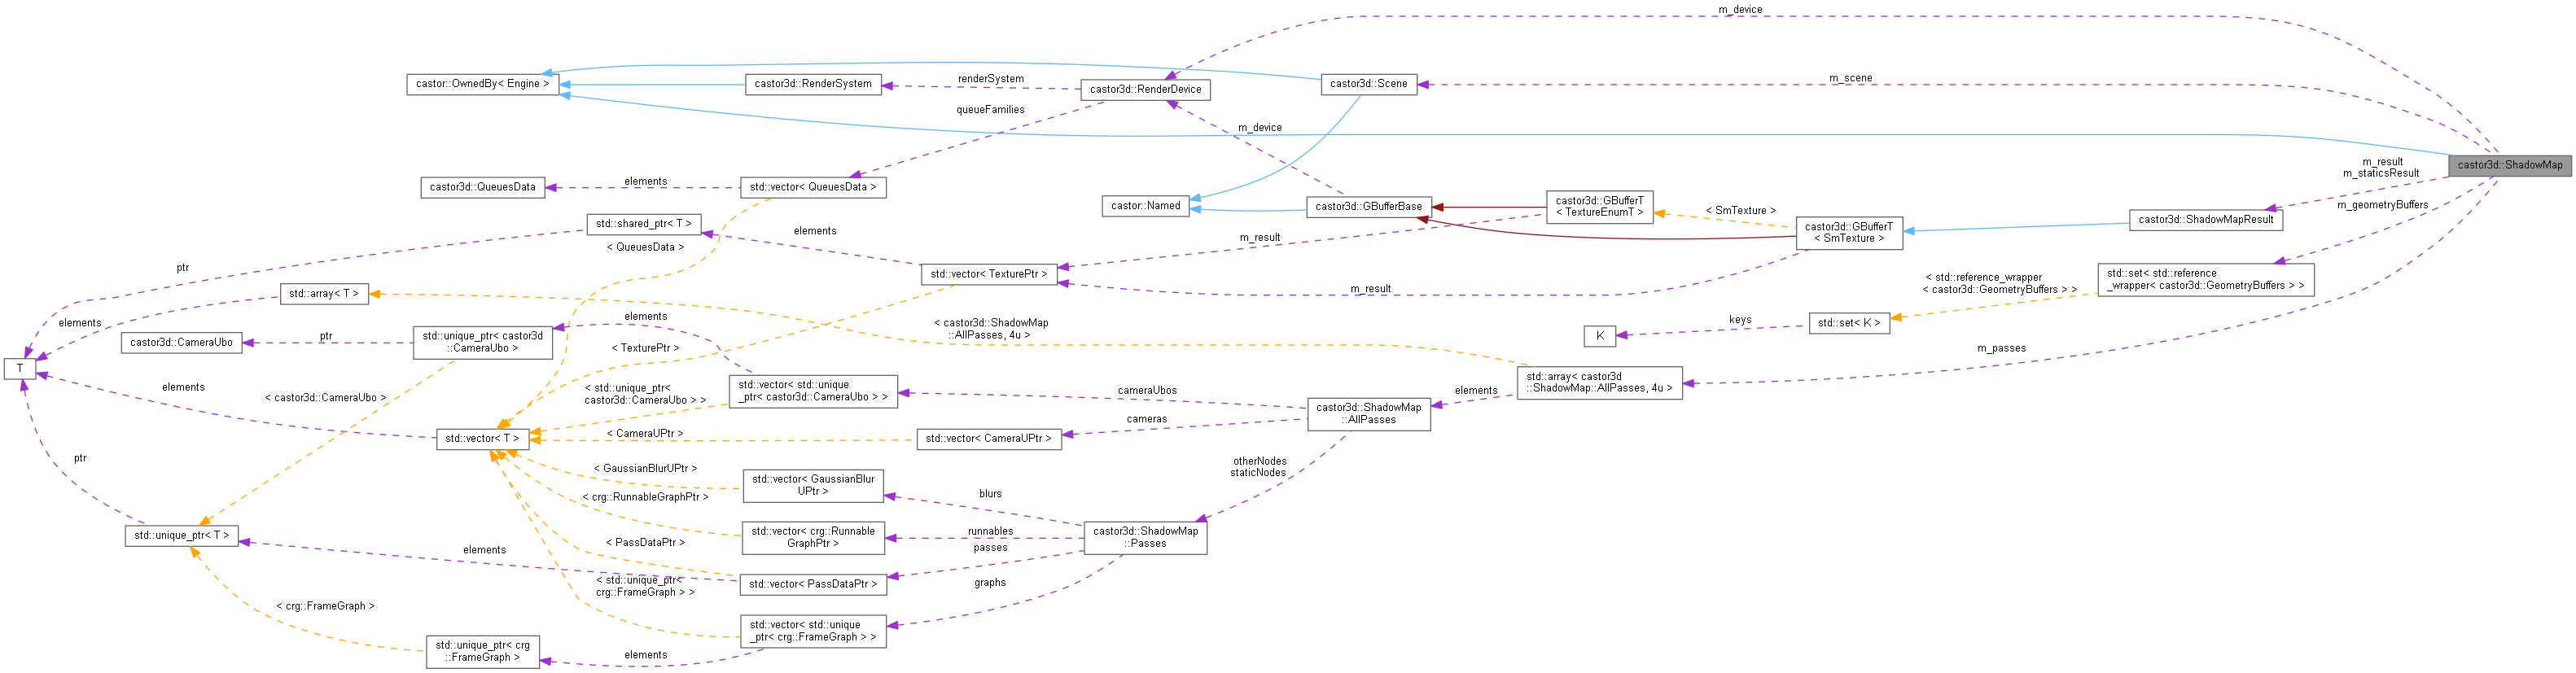 m_device
castor::OwnedBy< Engine >
castor3d::RenderSystem
renderSystem
castor3d::RenderDevice
castor3d::Scene
m_scene
queueFamilies
m_device
castor3d::ShadowMap
m_result
m_staticsResult
castor3d::QueuesData
elements
std::vector< QueuesData >
castor::Named
castor3d::GBufferBase
castor3d::GBufferT
< TextureEnumT >
< SmTexture >
castor3d::GBufferT
< SmTexture >
castor3d::ShadowMapResult
m_geometryBuffers
std::shared_ptr< T >
elements
< QueuesData >
m_result
ptr
std::vector< TexturePtr >
m_result
< std::reference_wrapper
< castor3d::GeometryBuffers > >
std::set< std::reference
_wrapper< castor3d::GeometryBuffers > >
std::array< T >
elements
elements
< castor3d::ShadowMap
::AllPasses, 4u >
K
keys
std::set< K >
castor3d::CameraUbo
ptr
std::unique_ptr< castor3d
::CameraUbo >
< TexturePtr >
m_passes
T
elements
< castor3d::CameraUbo >
< std::unique_ptr<
castor3d::CameraUbo > >
std::vector< std::unique
_ptr< castor3d::CameraUbo > >
cameraUbos
castor3d::ShadowMap
::AllPasses
elements
std::array< castor3d
::ShadowMap::AllPasses, 4u >
std::vector< T >
< CameraUPtr >
std::vector< CameraUPtr >
cameras
ptr
< GaussianBlurUPtr >
std::vector< GaussianBlur
UPtr >
blurs
otherNodes
staticNodes
< crg::RunnableGraphPtr >
std::vector< crg::Runnable
GraphPtr >
runnables
castor3d::ShadowMap
::Passes
std::unique_ptr< T >
elements
< PassDataPtr >
passes
std::vector< PassDataPtr >
graphs
< std::unique_ptr<
crg::FrameGraph > >
< crg::FrameGraph >
std::vector< std::unique
_ptr< crg::FrameGraph > >
std::unique_ptr< crg
::FrameGraph >
elements